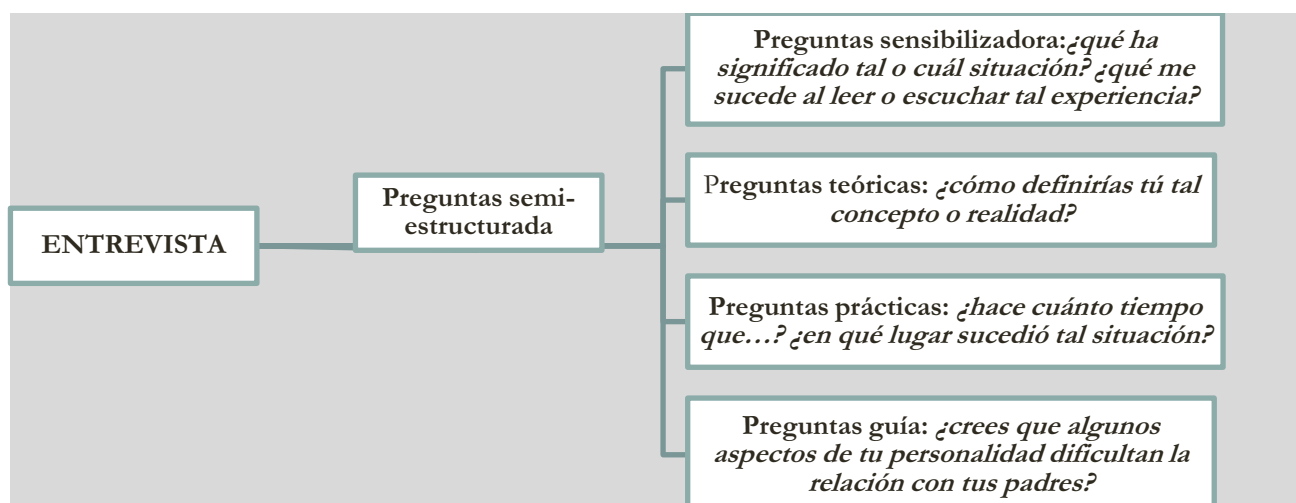 ENTREVISTA
Preguntas semi-
estructurada
Preguntas sensibilizadora:¿qué ha
significado tal o cuál situación? ¿qué me
sucede al leer o escuchar tal experiencia?
Preguntas teóricas: ¿cómo definirías tú tal
concepto o realidad?
Preguntas prácticas: ¿hace cuánto tiempo
que…? ¿en qué lugar sucedió tal situación?
Preguntas guía: ¿crees que algunos
aspectos de tu personalidad dificultan la
relación con tus padres?